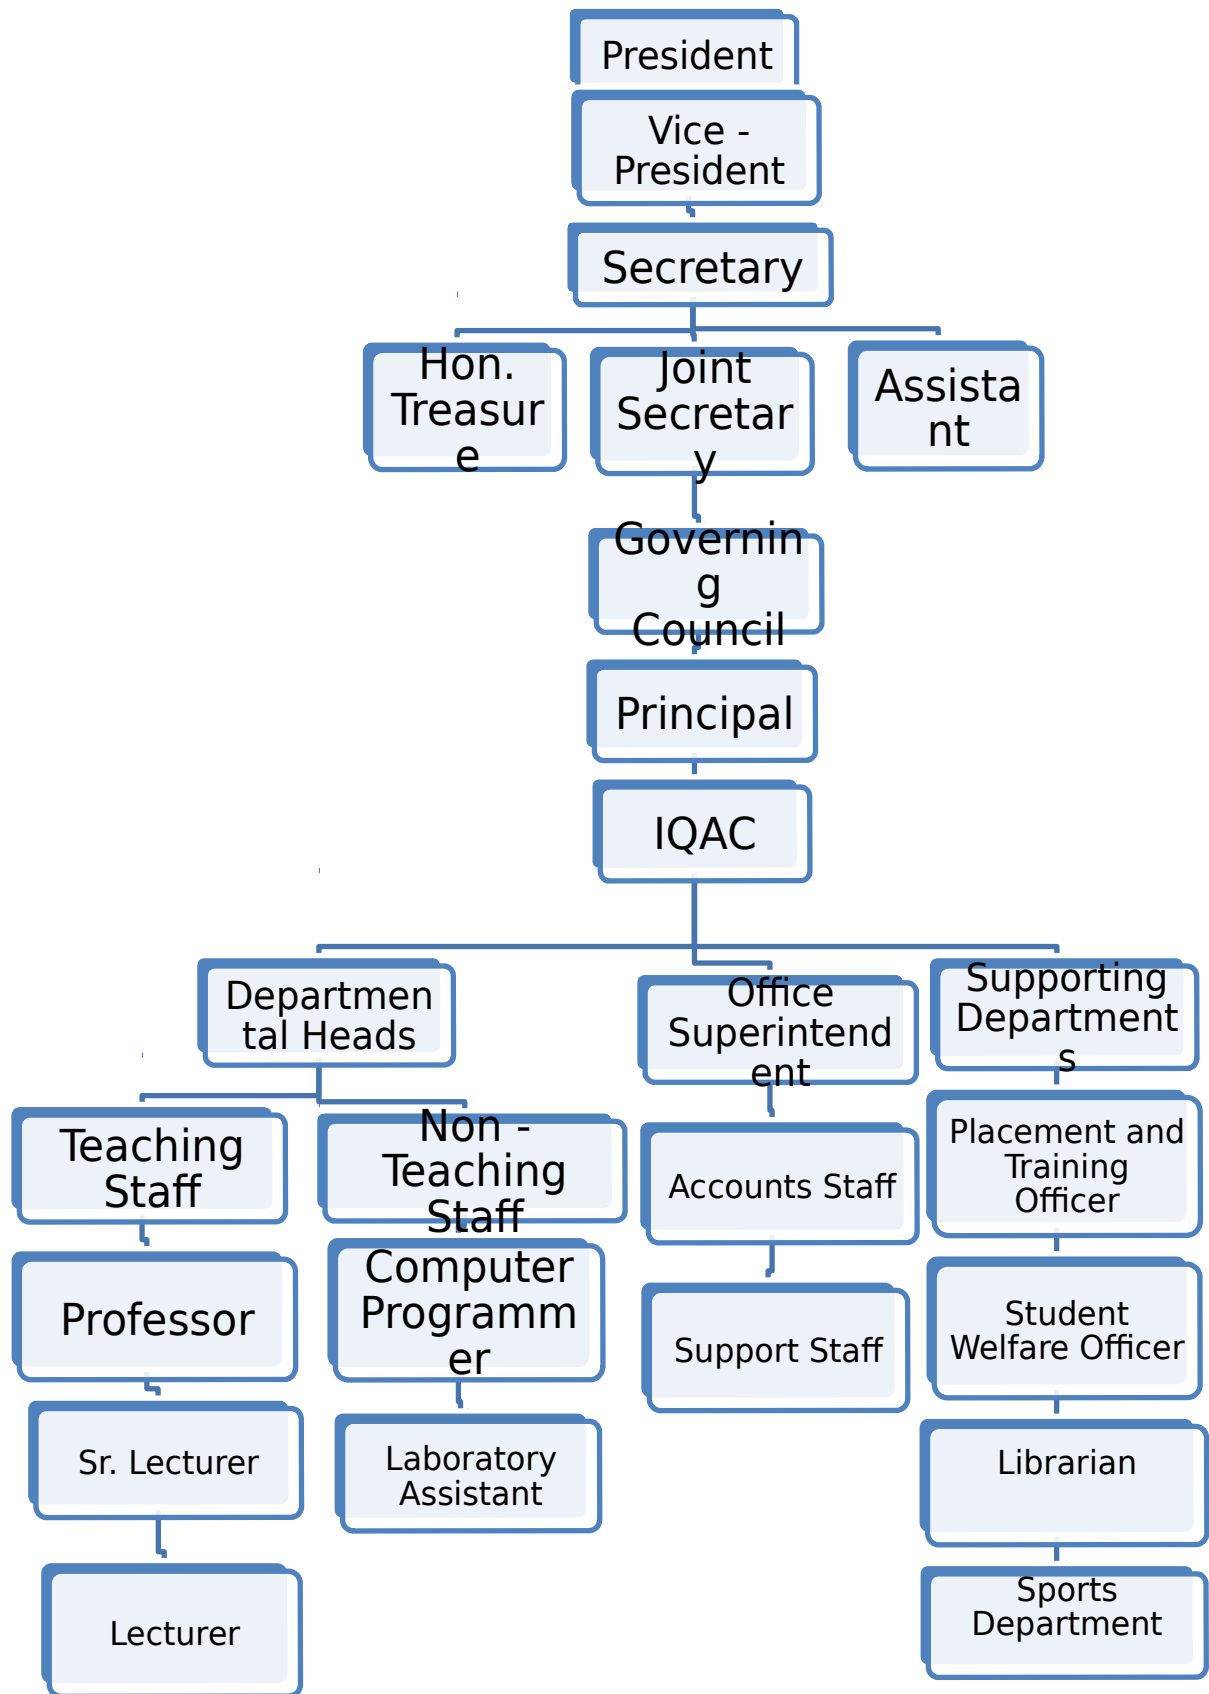 President
Vice -
President
Secretary
Hon.
Treasur
e
Joint
Secretar
y
Assista
nt
Governin
g
Council
Principal
IQAC
Departmen
tal Heads
Office
Superintend
ent
Supporting
Department
s
Teaching
Staff
Non -
Teaching
Staff
Accounts Staff
Placement and
Training
Officer
Professor
Computer
Programm
er
Support Staff
Student
Welfare Officer
Sr. Lecturer
Laboratory
Assistant
Librarian
Lecturer
Sports
Department